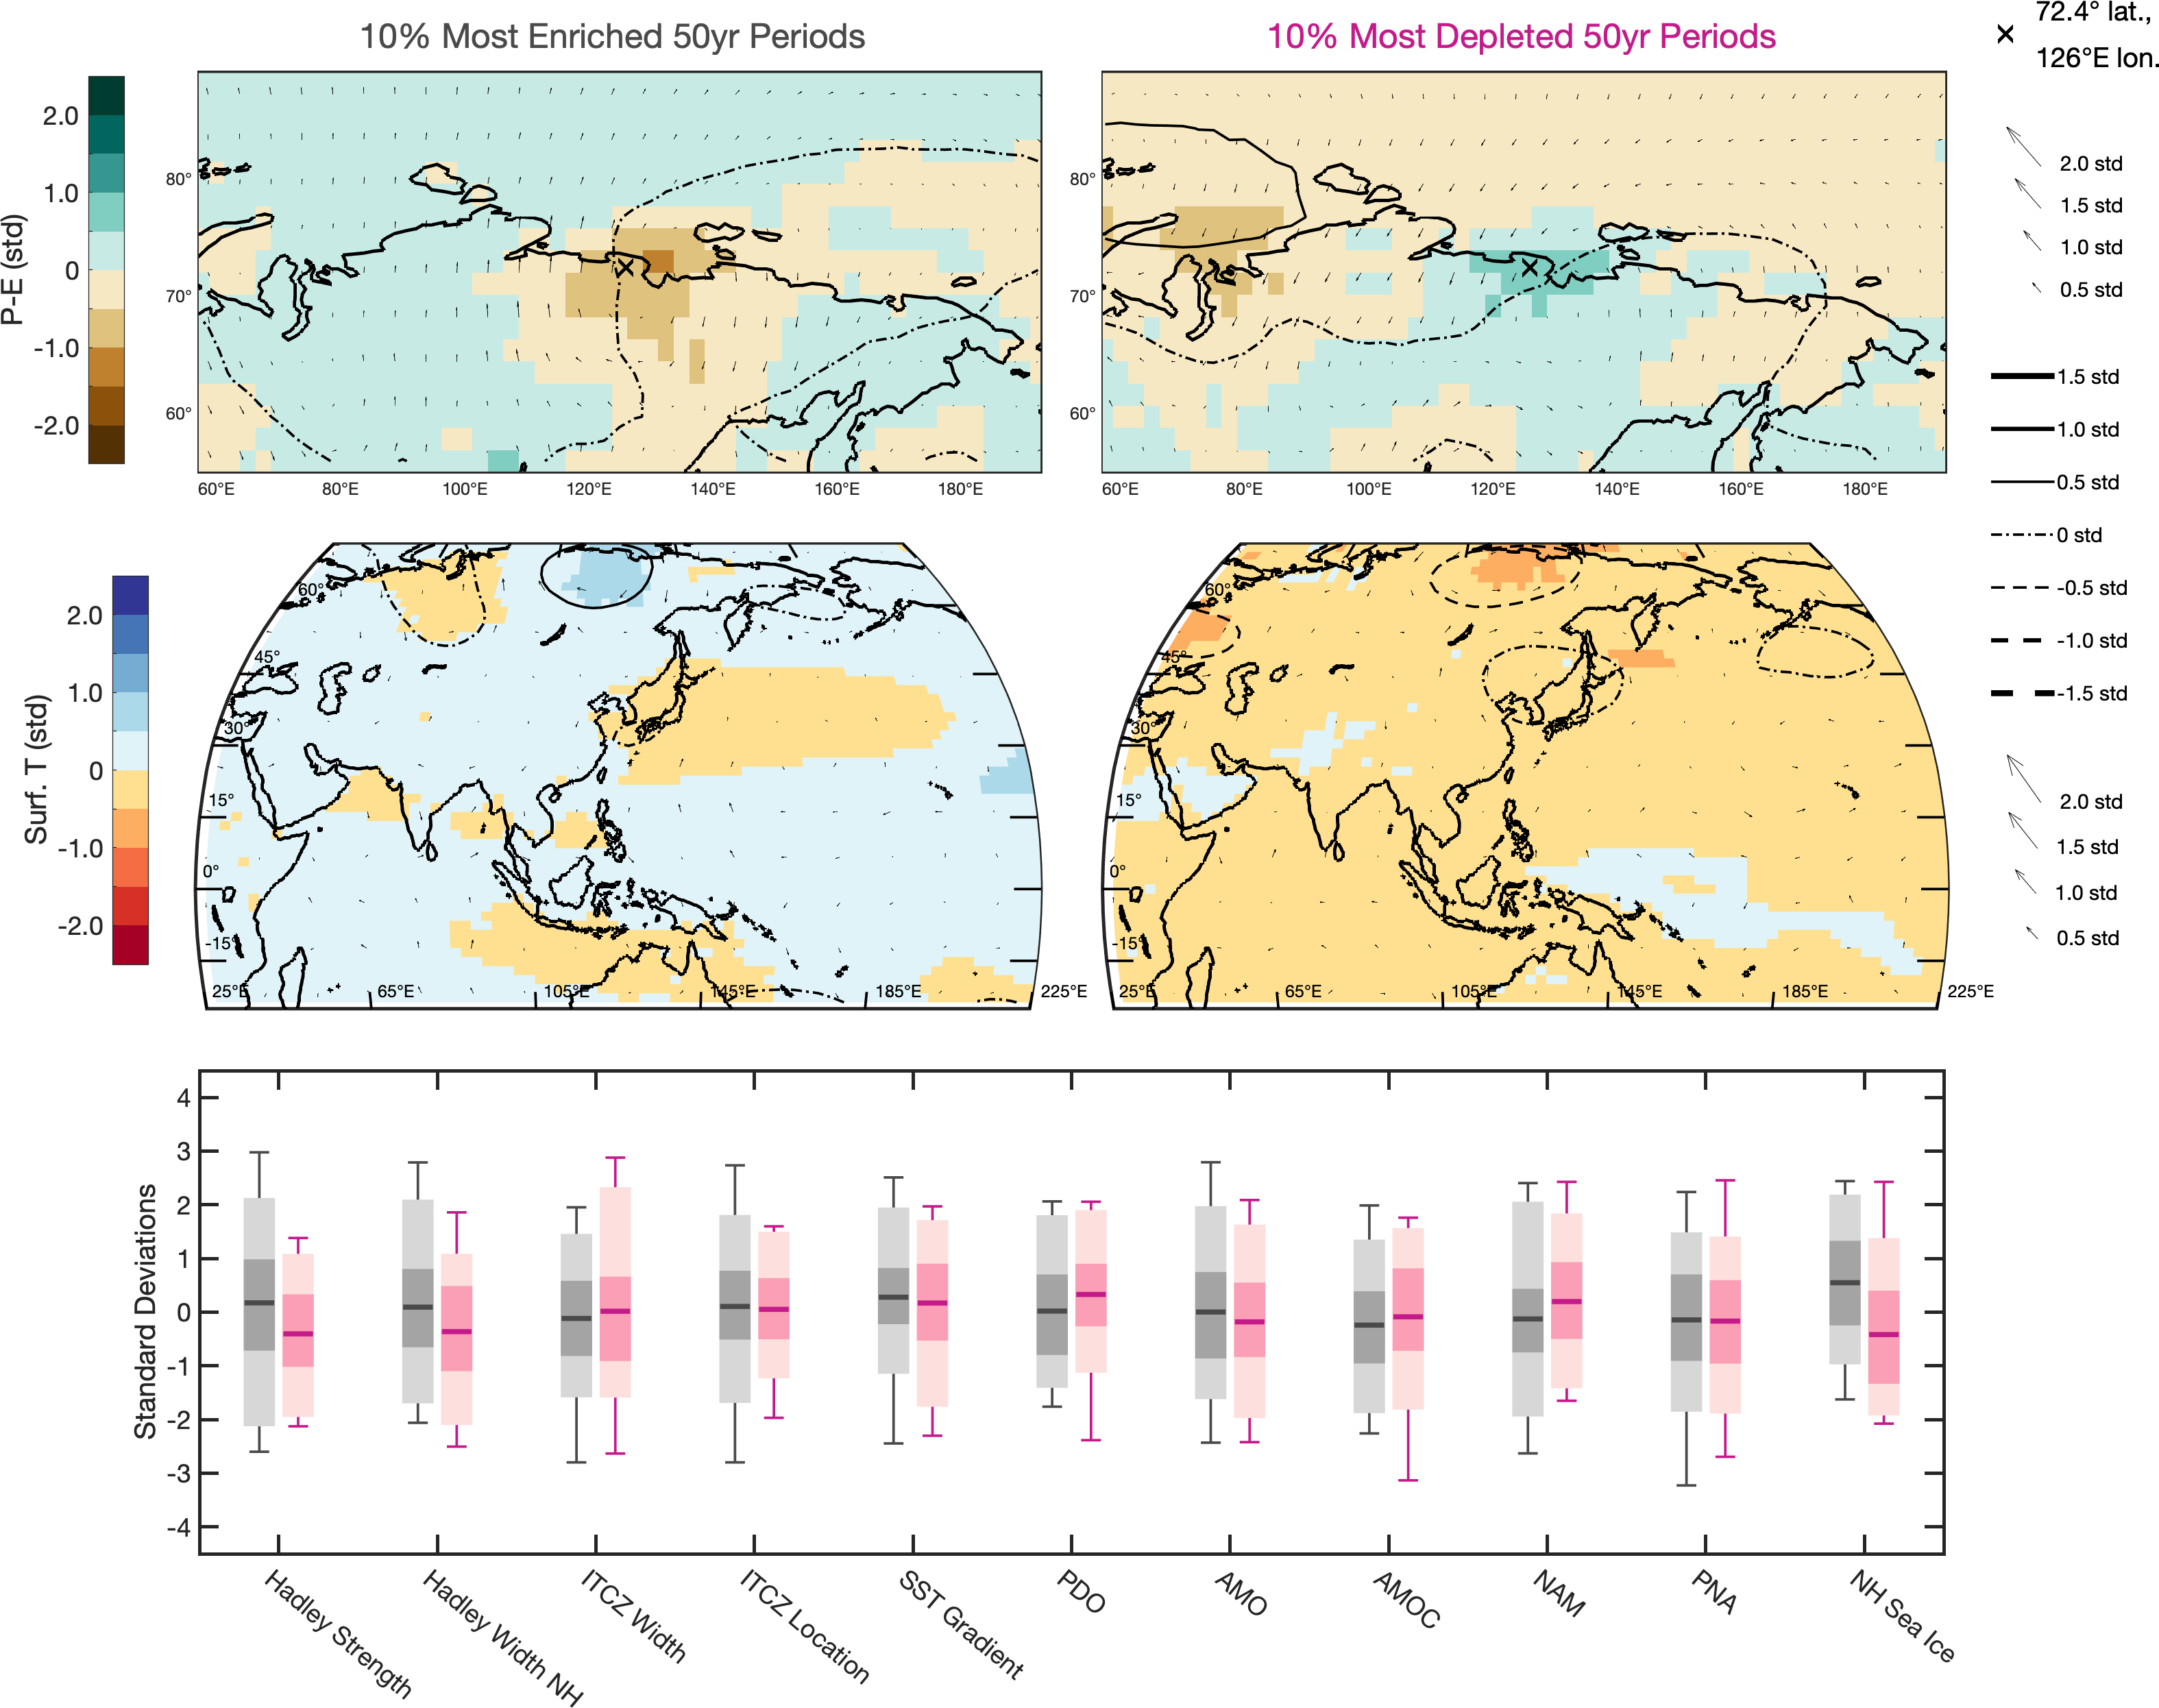 10% Most Enriched 50yr Periods
10% Most Depleted 50yr Periods
72.4° lat.,
126°E lon.
P-E (std)
2.0
1.0
0
-1.0
-2.0
80°
70°
60°
60°E
80°E
100°E
120°E
140°E
160°E
180°E
80°
70°
60°
60°E
80°E
100°E
120°E
140°E
160°E
180°E
2.0 std
1.5 std
1.0 std
0.5 std
1.5 std
1.0 std
0.5 std
0 std
-0.5 std
-1.0 std
-1.5 std
Surf. T (std)
2.0
1.0
0
-1.0
-2.0
60°
45°
30°
15°
0°
-15°
25°E
65°E
105°E
145°E
185°E
225°E
60°
45°
30°
15°
0°
-15°
25°E
65°E
105°E
145°E
185°E
225°E
2.0 std
1.5 std
1.0 std
0.5 std
Standard Deviations
4
3
2
1
0
-1
-2
-3
-4
Hadley Strength
Hadley Width NH
ITCZ Width
ITCZ Location
SST Gradient
PDO
AMO
AMOC
NAM
PNA
NH Sea Ice